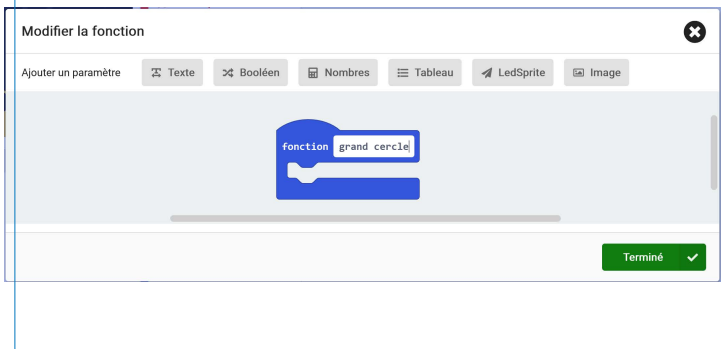 Modifier la fonction
Ajouter un paramètre Texte Booléen Nombres Tableau LedSprite Image
fonction grand cercle
Terminé